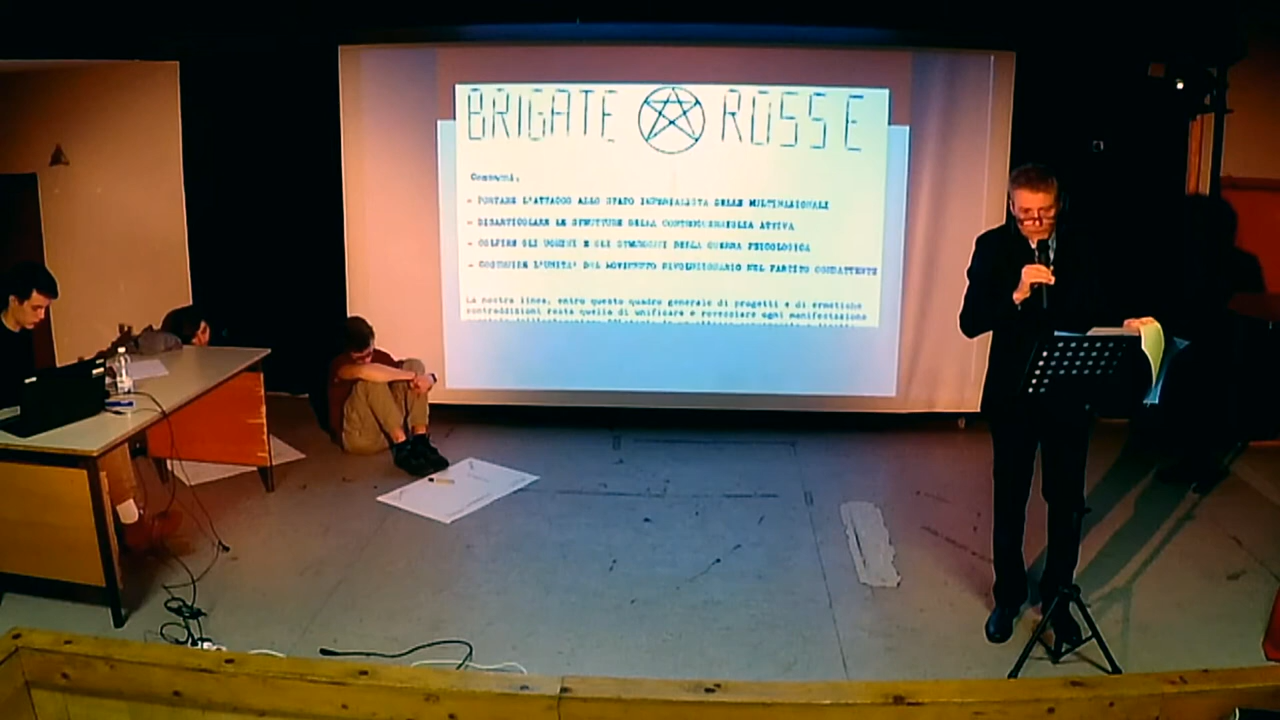 BRIGATE ROSSE
Compagni,
- PORTARE L'ATTACCO ALLO STATO IMPERIALISTA DELLE MULTINAZIONALI
- DISARTICOLARE LE STRUTTURE DELLA CONTROGUERRIGLIA ATTIVA
- COLPIRE GLI UOMINI E GLI STRUMENTI DELLA GUERRA PSICOLOGICA
- COSTRUIRE L'UNITA' DEL MOVIMENTO RIVOLUZIONARIO NEL PARTITO COMBATTENTE
La nostra linea, entro questo quadro generale di progetti e di
contraddizioni resta quella di unificare e rovesciare ogni manifestazione